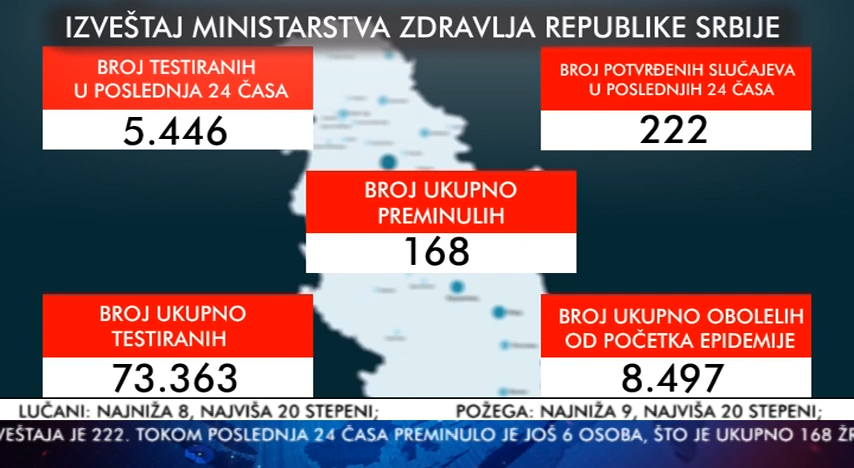 IZVEŠTAJ MINISTARSTVA ZDRAVLJA REPUBLIKE SRBIJE
BROJ TESTIRANIH
U POSLEDNJA 24 ČASA
5.446
BROJ POTVRĐENIH SLUČAJEVA
U POSLEDNJIH 24 ČASA
222
BROJ UKUPNO
PREMINULIH
168
BROJ UKUPNO
TESTIRANIH
73.363
BROJ UKUPNO OBOLELIH
OD POČETKA EPIDEMIJE
8.497
LUČANI: NAJNIŽA 8, NAJVIŠA 20 STEPENI; POŽEGA: NAJNIŽA 9, NAJVIŠA 20 STEPENI;
VEŠTAJA JE 222. TOKOM POSLEDNJA 24 ČASA PREMINULO JE JOŠ 6 OSOBA, ŠTO JE UKUPNO 168 ŽR